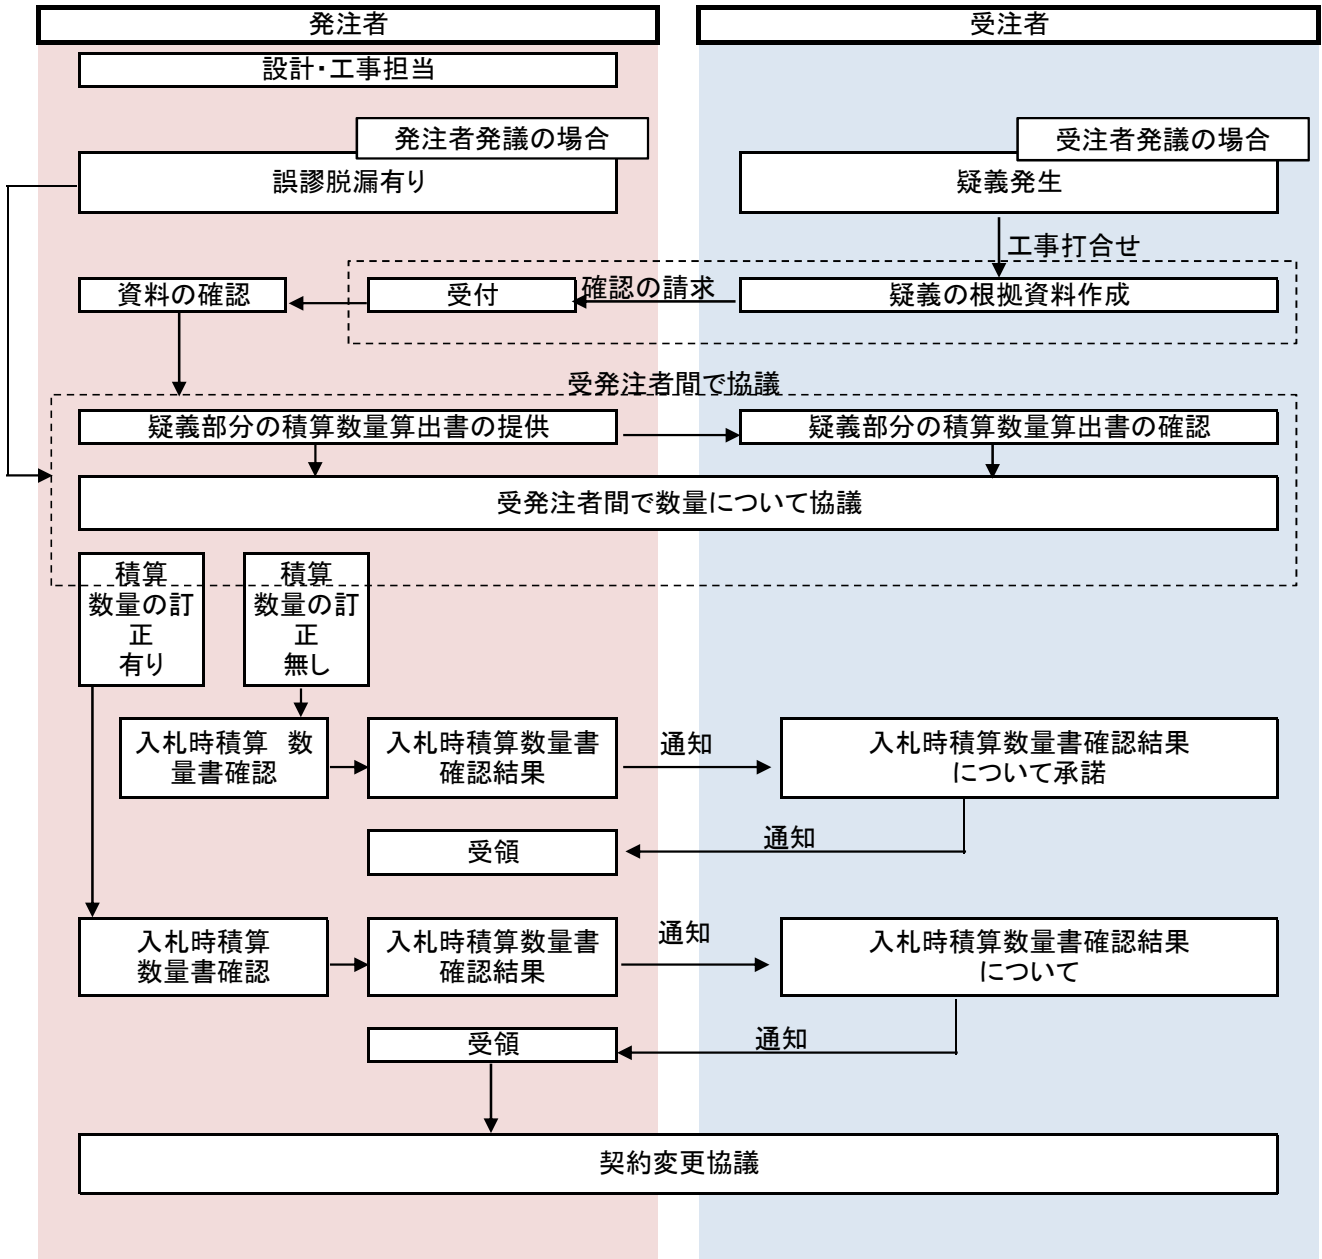 発注者
受注者
設計・工事担当
発注者発議の場合
受注者発議の場合
誤謬脱漏有り
疑義発生
工事打合せ
資料の確認
受付
確認の請求
疑義の根拠資料作成
受発注者間で協議
疑義部分の積算数量算出書の提供
疑義部分の積算数量算出書の確認
受発注者間で数量について協議
積算
数量の訂
正
有り
積算
数量の訂
正
無し
入札時積算　数
量書確認
入札時積算数量書
確認結果
通知
入札時積算数量書確認結果
について承諾
受領
通知
入札時積算
数量書確認
入札時積算数量書
確認結果
通知
入札時積算数量書確認結果
について
受領
通知
契約変更協議